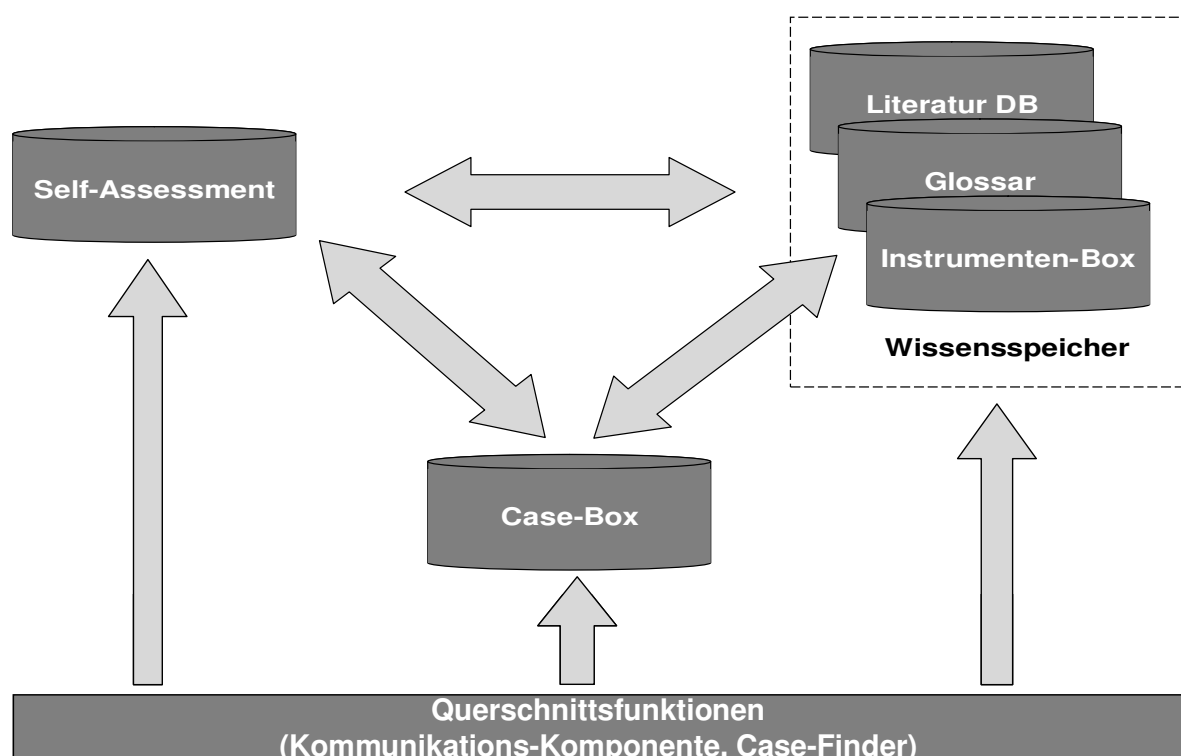 Literatur DB
Self-Assessment
Glossar
Instrumenten-Box
Wissensspeicher
Case-Box
Querschnittsfunktionen
(Kommunikations-Komponente, Case-Finder)